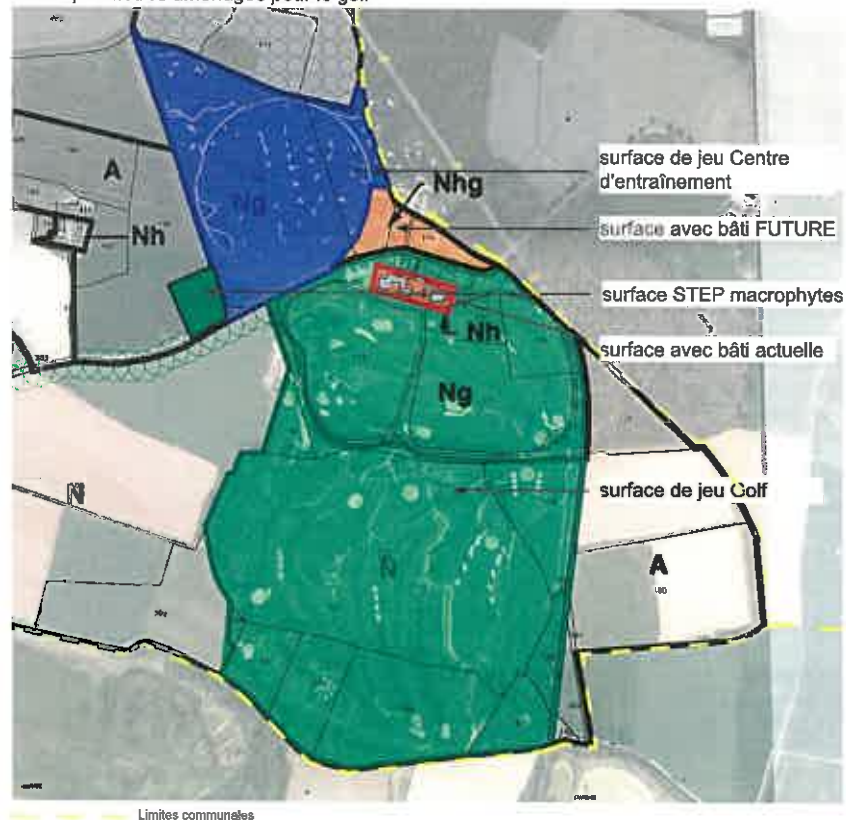 surface de jeu Centre
d'entraînement
A
Ng
Nhg
Nh
surface avec bâti FUTURE
surface STEP macrophytes
Nh
surface avec bâti actuelle
Ng
surface de jeu Golf
N
N
A
Limites communales